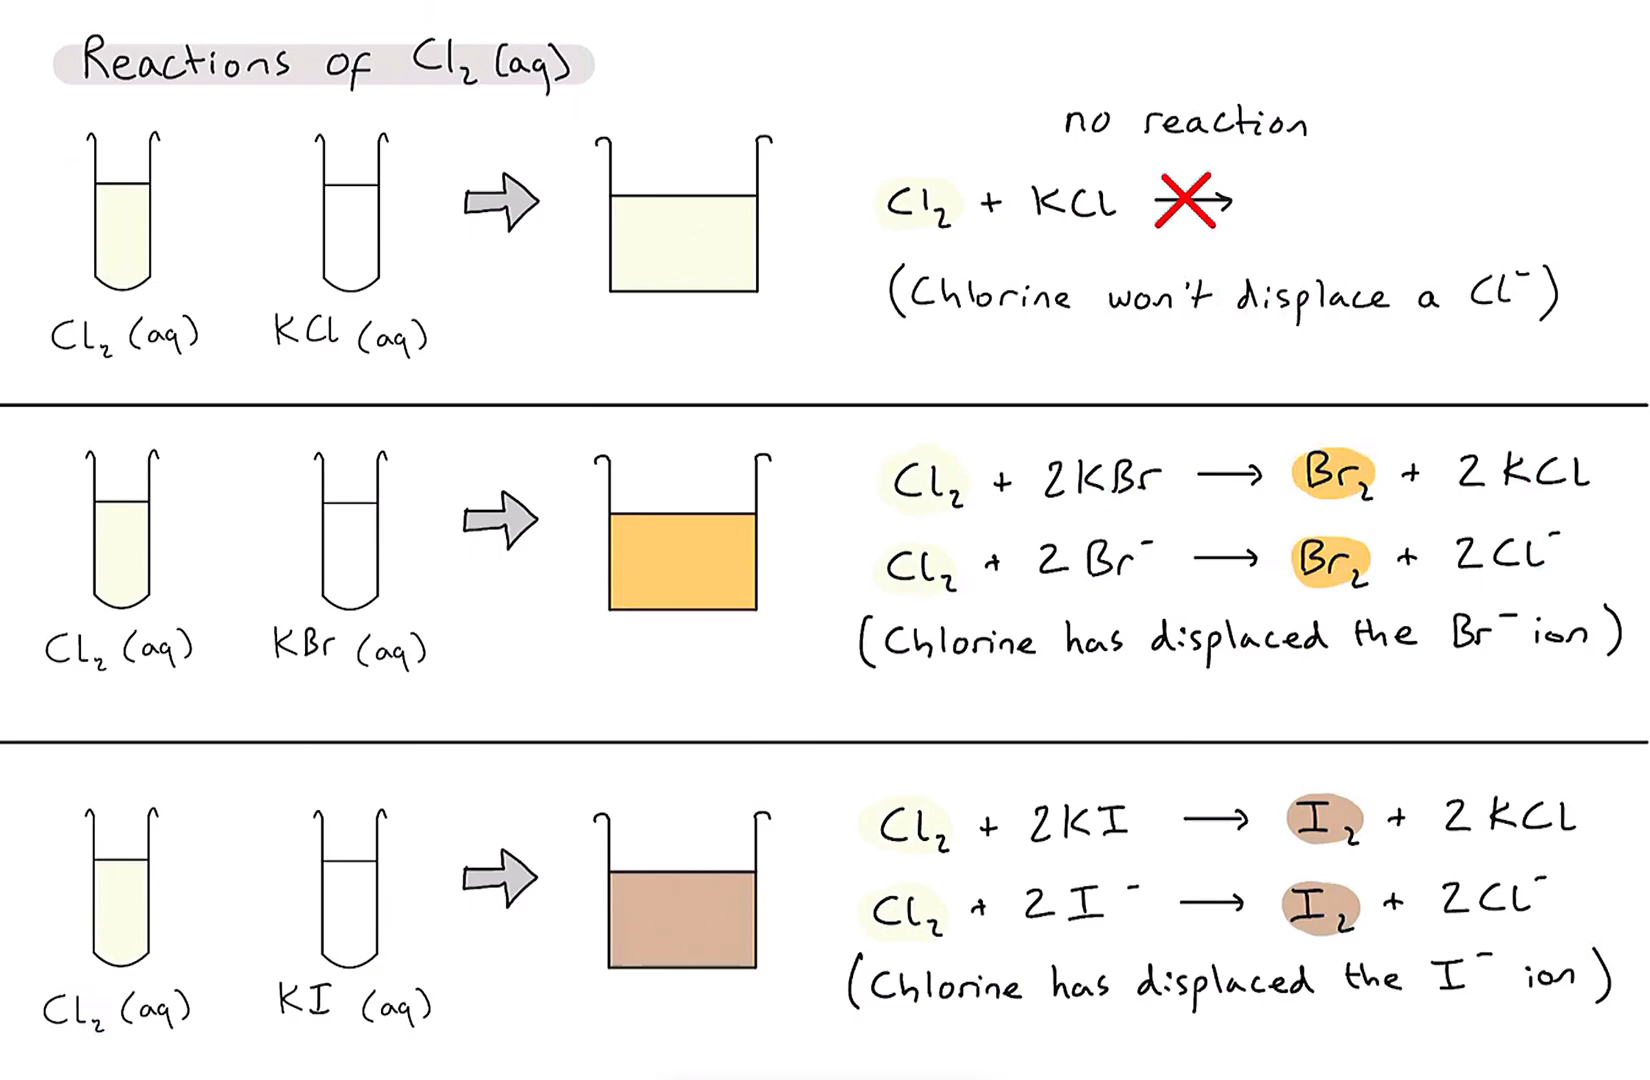 Reactions of Cl₂ (aq)
no reaction
Cl₂ + KCl →
(Chlorine won't displace a Cl⁻)
Cl₂ (aq) KCl (aq)
Cl₂ + 2KBr → Br₂ + 2KCl
Cl₂ + 2Br⁻ → Br₂ + 2Cl⁻
(Chlorine has displaced the Br⁻ ion)
Cl₂ (aq) KBr (aq)
Cl₂ + 2KI → I₂ + 2KCl
Cl₂ + 2I⁻ → I₂ + 2Cl⁻
(Chlorine has displaced the I⁻ ion)
Cl₂ (aq) KI (aq)